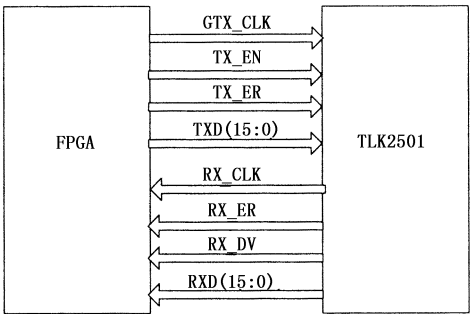 GTX_CLK
TX_EN
TX_ER
TXD(15:0)
FPGA
TLK2501
RX_CLK
RX_ER
RX_DV
RXD(15:0)